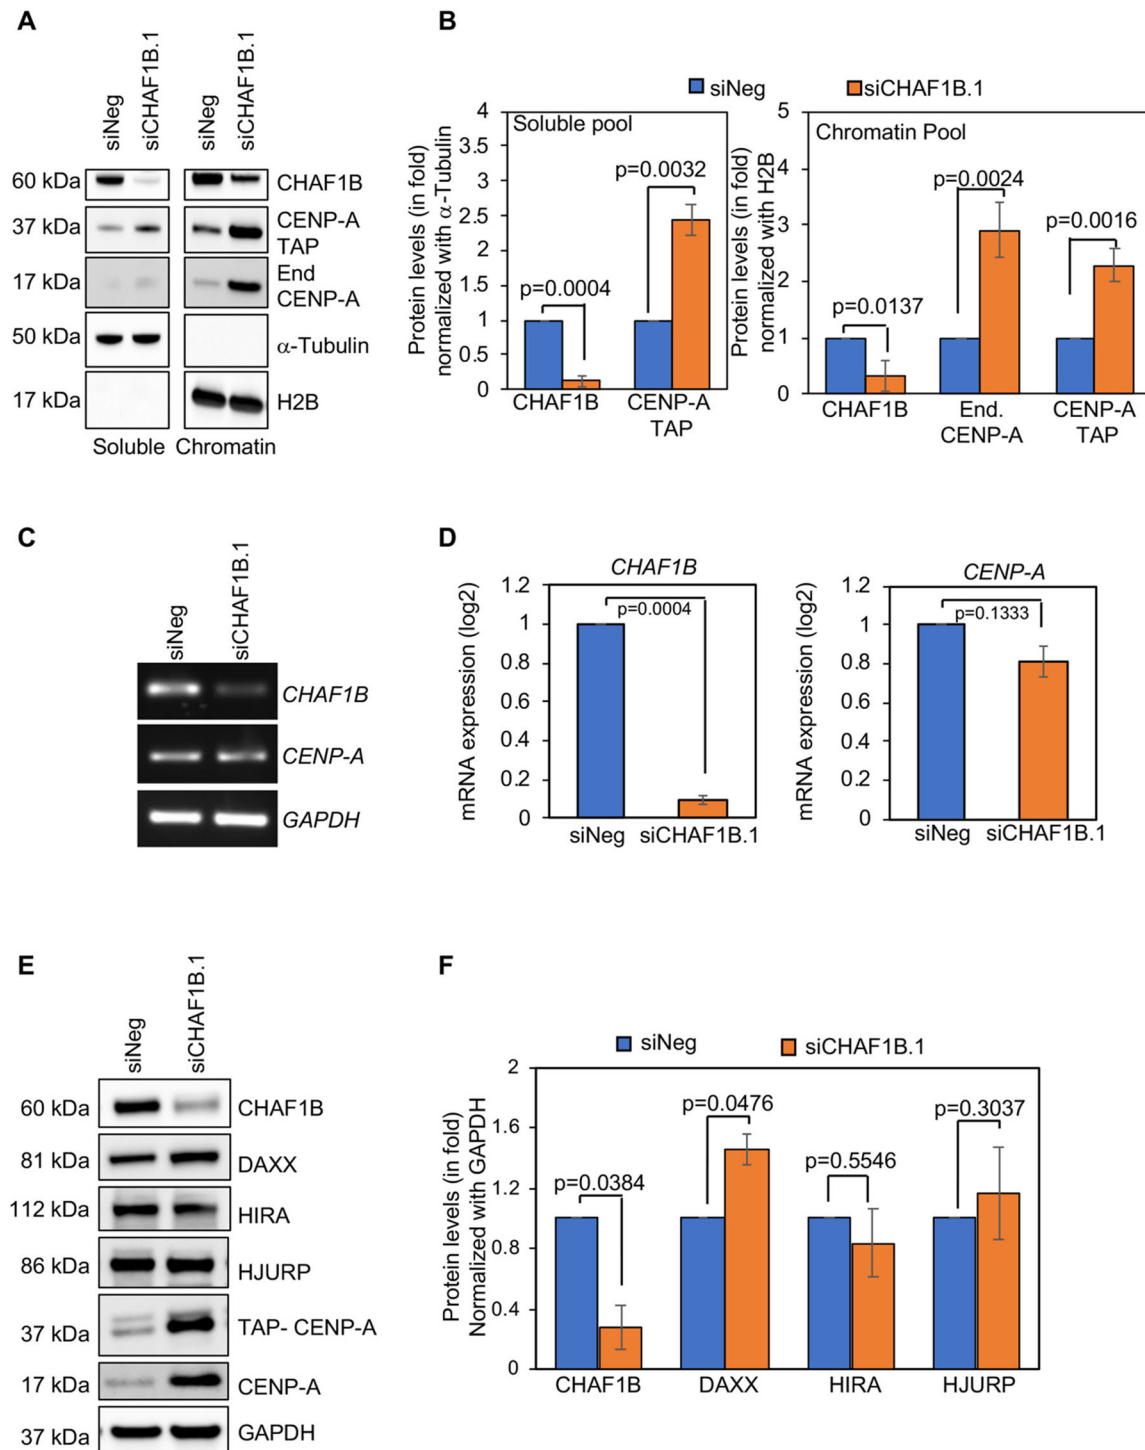 A
siNeg
siCHAF1B.1
siNeg
siCHAF1B.1
60 kDa
CHAF1B
37 kDa
CENP-A
TAP
17 kDa
End
CENP-A
50 kDa
α-Tubulin
17 kDa
H2B
Soluble Chromatin
B
siNeg siCHAF1B.1
Protein levels (in fold)
normalized with α-Tubulin
4
3.5
3
2.5
2
1.5
1
0.5
0
Soluble pool
p=0.0004
p=0.0032
CHAF1B CENP-A
TAP
Protein levels (in fold)
normalized with H2B
5
4
3
2
1
0
Chromatin Pool
p=0.0137
p=0.0024
p=0.0016
CHAF1B End. CENP-A
CENP-A TAP
C
siNeg
siCHAF1B.1
CHAF1B
CENP-A
GAPDH
D
CHAF1B
mRNA expression (log2)
1.2
1
0.8
0.6
0.4
0.2
0
p=0.0004
siNeg siCHAF1B.1
CENP-A
mRNA expression (log2)
1.2
1
0.8
0.6
0.4
0.2
0
p=0.1333
siNeg siCHAF1B.1
E
siNeg
siCHAF1B.1
60 kDa CHAF1B
81 kDa DAXX
112 kDa HIRA
86 kDa HJURP
37 kDa TAP- CENP-A
17 kDa CENP-A
37 kDa GAPDH
F
siNeg siCHAF1B.1
Protein levels (in fold)
Normalized with GAPDH
2
1.6
1.2
0.8
0.4
0
p=0.0384
p=0.0476
p=0.5546
p=0.3037
CHAF1B DAXX HIRA HJURP